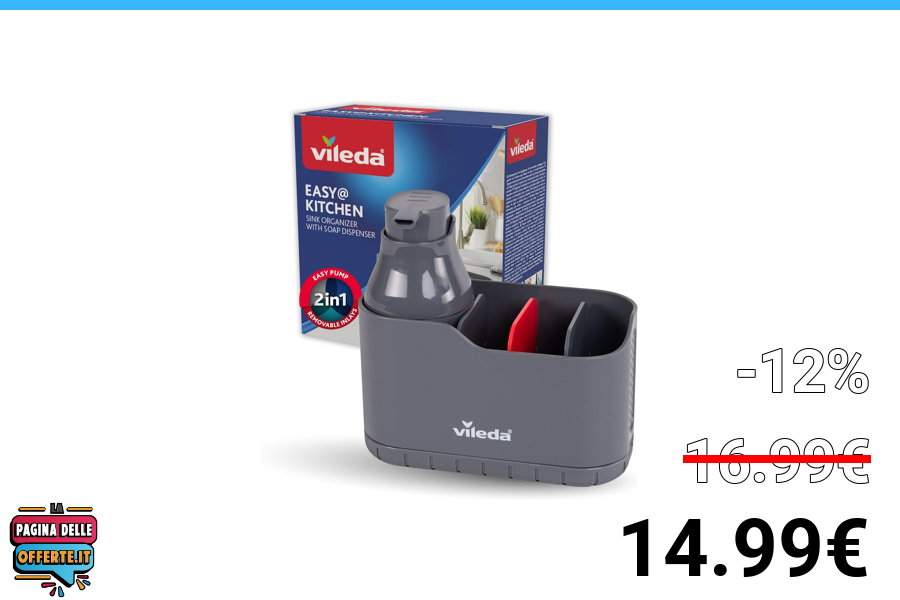 vileda
EASY@
KITCHEN
SINK ORGANIZER
WITH SOAP DISPENSER
EASY PUMP
2in1
REMOVABLE INLAYS
vileda
vileda
-12%
16.99€
14.99€
LA
PAGINA DELLE
OFFERTE.IT